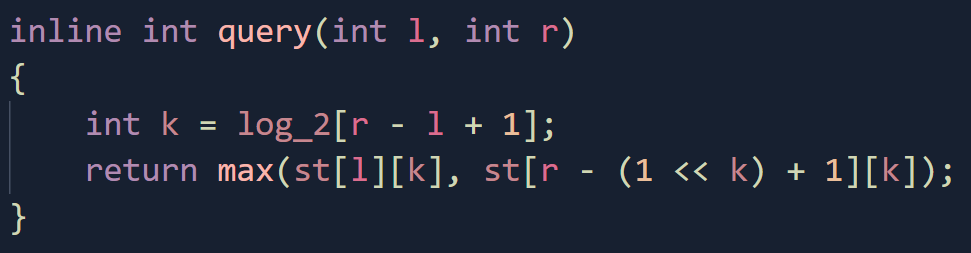 inline int query(int l, int r)
{
    int k = log_2[r - l + 1];
    return max(st[l][k], st[r - (1 << k) + 1][k]);
}